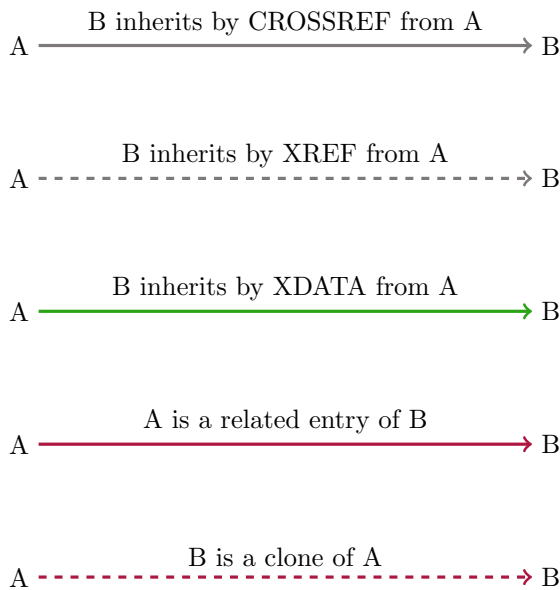 B inherits by CROSSREF from A
A B
B inherits by XREF from A
A B
B inherits by XDATA from A
A B
A is a related entry of B
A B
B is a clone of A
A B